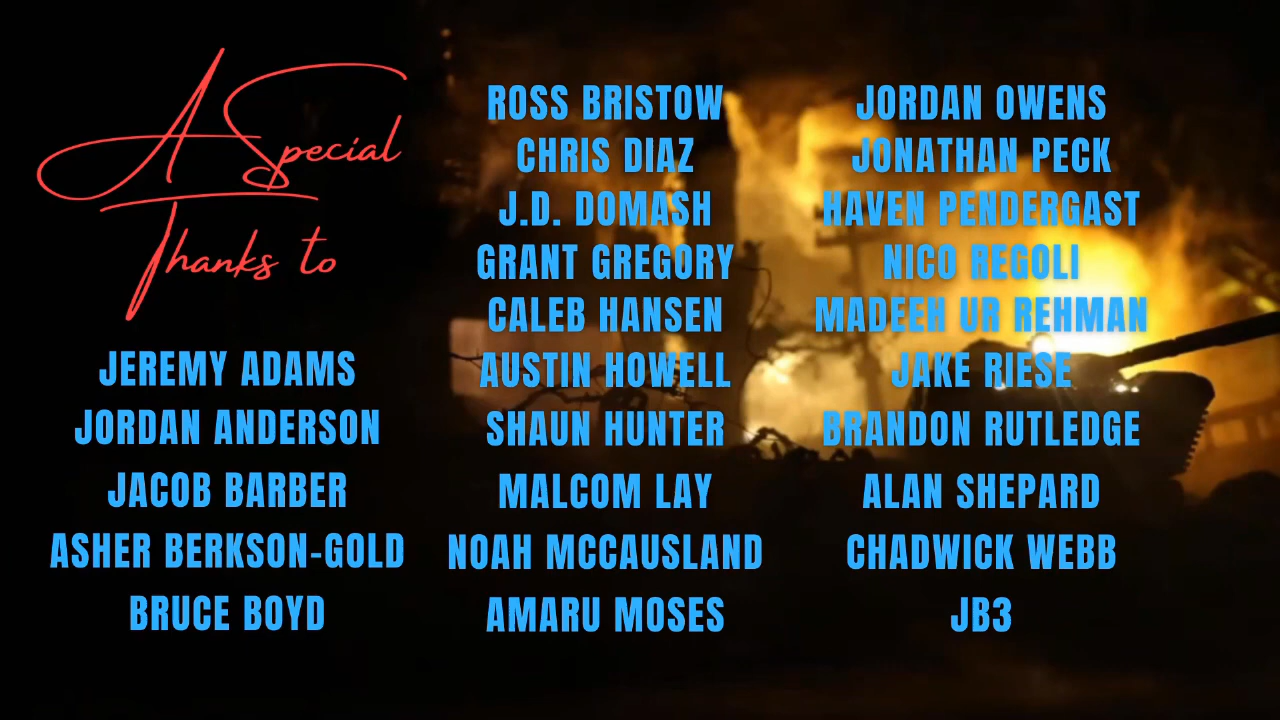 A Special
Thanks to
JEREMY ADAMS
JORDAN ANDERSON
JACOB BARBER
ASHER BERKSON-GOLD
BRUCE BOYD
ROSS BRISTOW
CHRIS DIAZ
J.D. DOMASH
GRANT GREGORY
CALEB HANSEN
AUSTIN HOWELL
SHAUN HUNTER
MALCOM LAY
NOAH MCCAUSLAND
AMARU MOSES
JORDAN OWENS
JONATHAN PECK
HAVEN PENDERGAST
NICO REGOLI
MADEEH UR REHMAN
JAKE RIESE
BRANDON RUTLEDGE
ALAN SHEPARD
CHADWICK WEBB
JB3